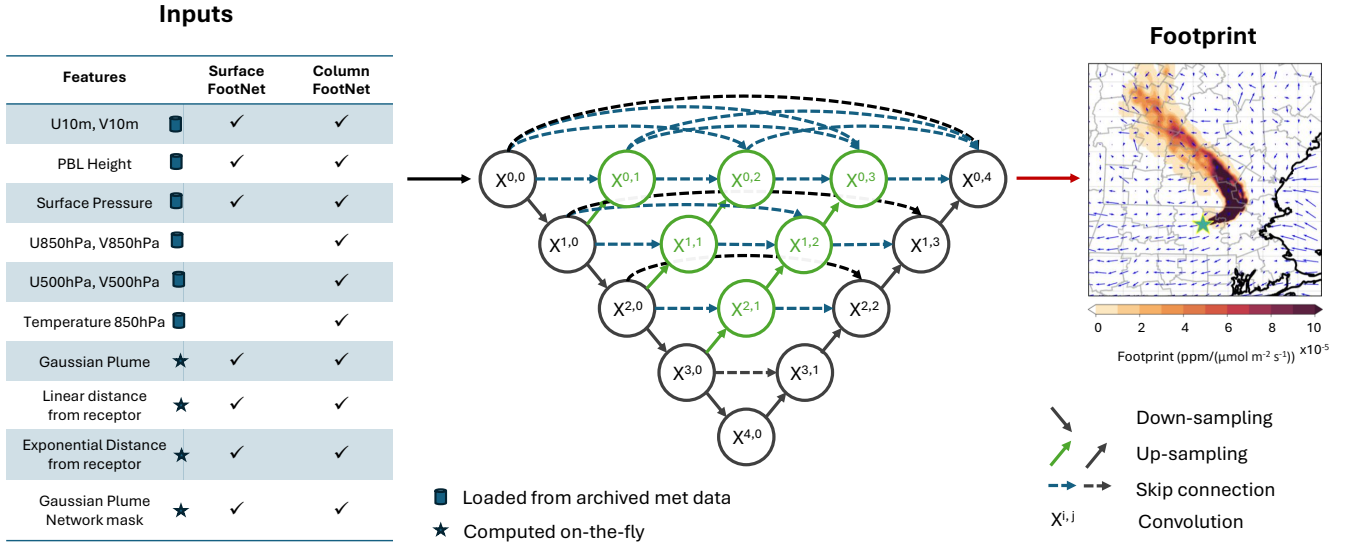 Inputs
Features Surface FootNet Column FootNet
U10m, V10m ✓ ✓
PBL Height ✓ ✓
Surface Pressure ✓ ✓
U850hPa, V850hPa ✓
U500hPa, V500hPa ✓
Temperature 850hPa ✓
Gaussian Plume ✓ ✓
Linear distance
from receptor ✓ ✓
Exponential Distance
from receptor ✓ ✓
Gaussian Plume
Network mask ✓ ✓
X0,0 X0,1 X0,2 X0,3 X0,4
X1,0 X1,1 X1,2 X1,3
X2,0 X2,1 X2,2
X3,0 X3,1
X4,0
Loaded from archived met data
Computed on-the-fly
Footprint
0 2 4 6 8 10
Footprint (ppm/(μmol m-2 s-1)) x10-5
Down-sampling
Up-sampling
Skip connection
Xi, j Convolution